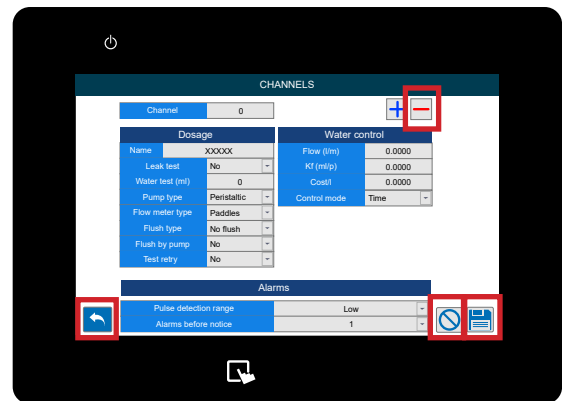 CHANNELS
Channel 0
Dosage
Name XXXXX
Leak test No
Water test (ml) 0
Pump type Peristaltic
Flow meter type Paddles
Flush type No flush
Flush by pump No
Test retry No
Water control
Flow (l/m) 0.0000
Kf (ml/p) 0.0000
Cost/l 0.0000
Control mode Time
Alarms
Pulse detection range Low
Alarms before notice 1